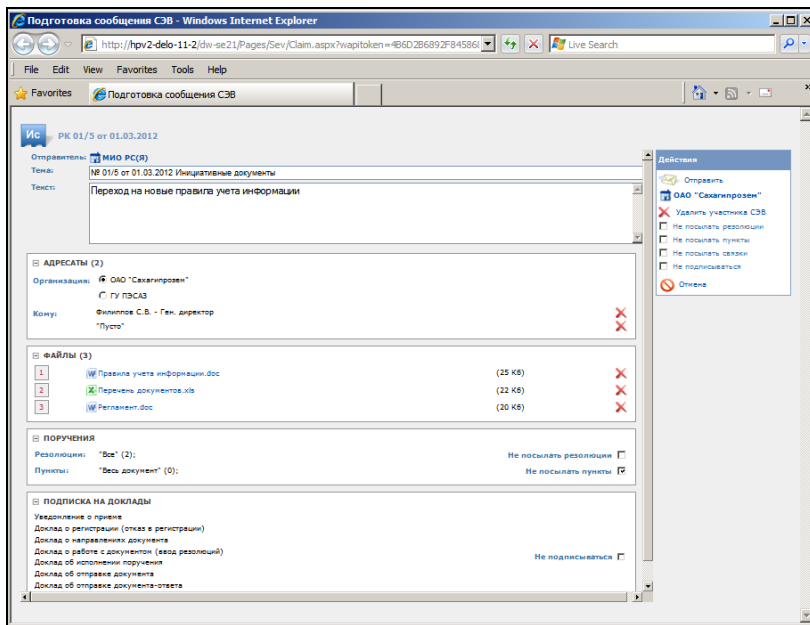 Подготовка сообщения СЭВ - Windows Internet Explorer
http://hpv2-delo-11-2/dw-se21/Pages/Sev/Claim.aspx?wapitoken=4B6D2B6892F84586
Live Search
File Edit View Favorites Tools Help
Favorites Подготовка сообщения СЭВ
Ис РК 01/5 от 01.03.2012
Отправитель: МИО РС(Я)
Тема: № 01/5 от 01.03.2012 Инициативные документы
Текст: Переход на новые правила учета информации
Действия
Отправить
ОАО "Сахагипрозем"
Удалить участника СЭВ
Не посылать резолюции
Не посылать пункты
Не посылать связки
Не подписываться
Отмена
АДРЕСАТЫ (2)
Организация: ОАО "Сахагипрозем"
ГУ ПЭСАЗ
Кому: Филиппов С.В. - Ген. директор
"Пусто"
ФАЙЛЫ (3)
1 Правила учета информации.doc (25 Кб)
2 Перечень документов.xls (22 Кб)
3 Регламент.doc (20 Кб)
ПОРУЧЕНИЯ
Резолюции: "Все" (2); Не посылать резолюции
Пункты: "Весь документ" (0); Не посылать пункты
ПОДПИСКА НА ДОКЛАДЫ
Уведомление о приеме
Доклад о регистрации (отказ в регистрации)
Доклад о направлениях документа
Доклад о работе с документом (ввод резолюций)
Не подписываться
Доклад об исполнении поручения
Доклад об отправке документа
Доклад об отправке документа-ответа